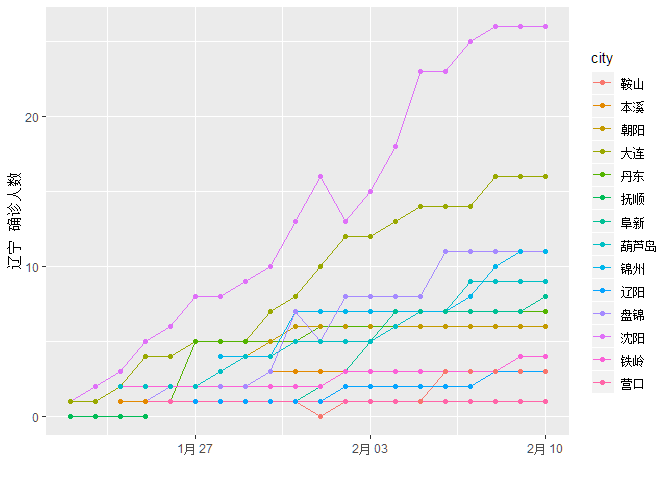 辽宁 确诊人数
20
10
0
1月 27
2月 03
2月 10
city
鞍山
本溪
朝阳
大连
丹东
抚顺
阜新
葫芦岛
锦州
辽阳
盘锦
沈阳
铁岭
营口